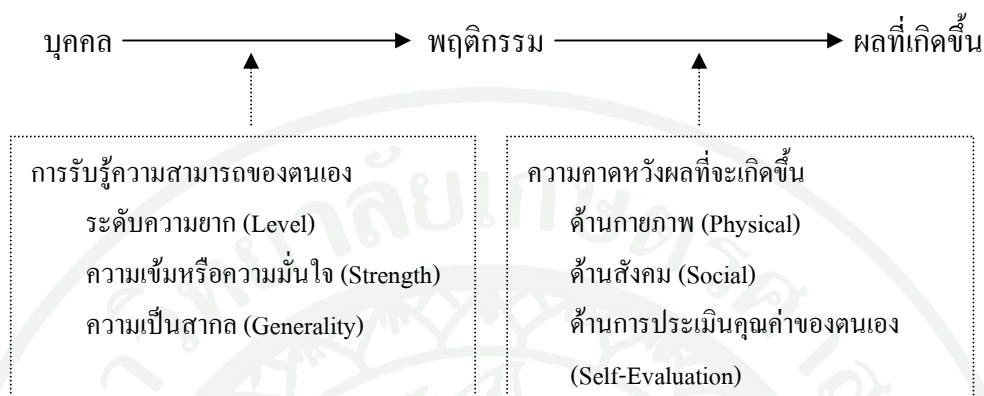 บุคคล พฤติกรรม ผลที่เกิดขึ้น
การรับรู้ความสามารถของตนเอง
ระดับความยาก (Level)
ความเข้มหรือความมั่นใจ (Strength)
ความเป็นสากล (Generality)
ความคาดหวังผลที่จะเกิดขึ้น
ด้านกายภาพ (Physical)
ด้านสังคม (Social)
ด้านการประเมินคุณค่าของตนเอง
(Self-Evaluation)